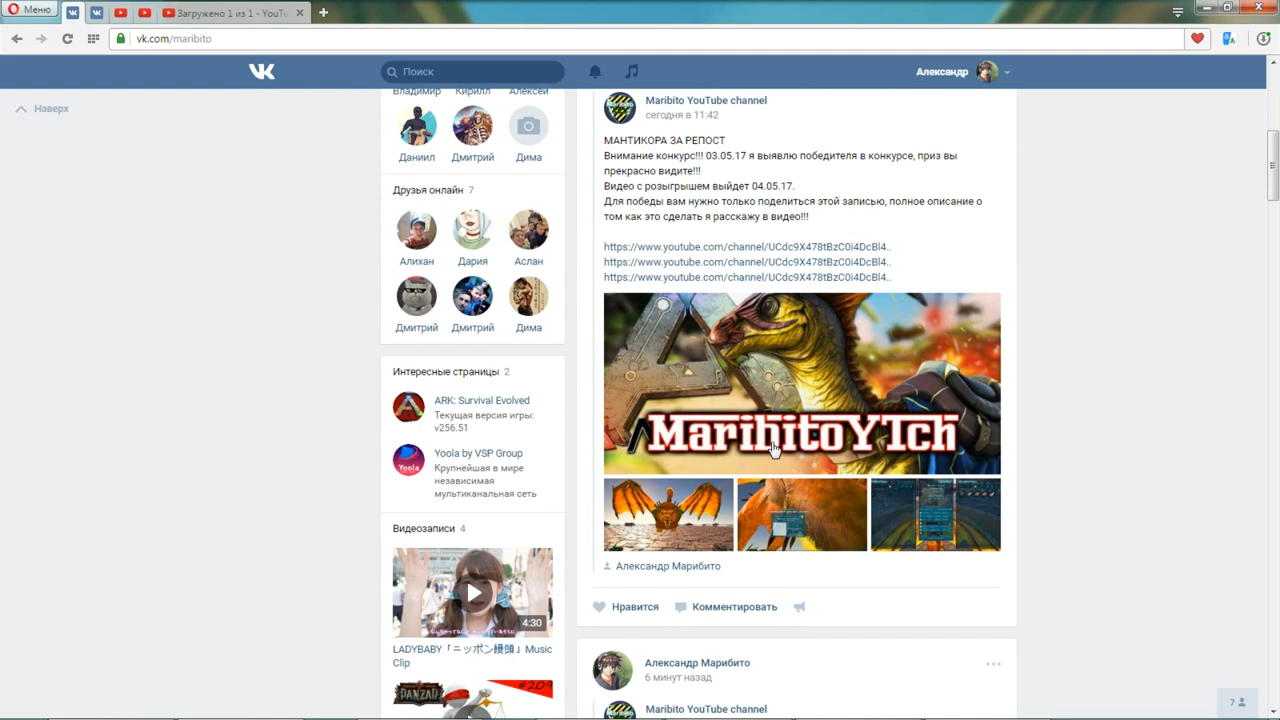 Меню
Загружено 1 из 1 - YouTu
vk.com/maribito
Поиск
Александр
Наверх
Владимир
Кирилл
Алексей
Даниил
Дмитрий
Дима
Друзья онлайн 7
Алихан
Дария
Аслан
Дмитрий
Дмитрий
Дима
Интересные страницы 2
ARK: Survival Evolved
Текущая версия игры:
v256.51
Yoola
Yoola by VSP Group
Крупнейшая в мире
независимая
мультиканальная сеть
Видеозаписи 4
4:30
LADYBABY「ニッポン饅頭」Music
Clip
#209
Maribito YouTube channel
сегодня в 11:42
МАНТИКОРА ЗА РЕПОСТ
Внимание конкурс!!! 03.05.17 я выявлю победителя в конкурсе, приз вы
прекрасно видите!!!
Видео с розыгрышем выйдет 04.05.17.
Для победы вам нужно только поделиться этой записью, полное описание о
том как это сделать я расскажу в видео!!!
https://www.youtube.com/channel/UCdc9X478tBzC0i4DcBl4..
https://www.youtube.com/channel/UCdc9X478tBzC0i4DcBl4..
https://www.youtube.com/channel/UCdc9X478tBzC0i4DcBl4..
MaribitoYTch
Александр Марибито
Нравится
Комментировать
Александр Марибито
6 минут назад
Maribito YouTube channel
7